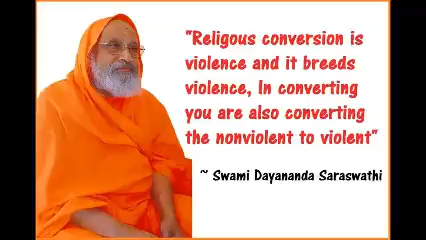 "Religous conversion is
violence and it breeds
violence, In converting
you are also converting
the nonviolent to violent"
~ Swami Dayananda Saraswathi